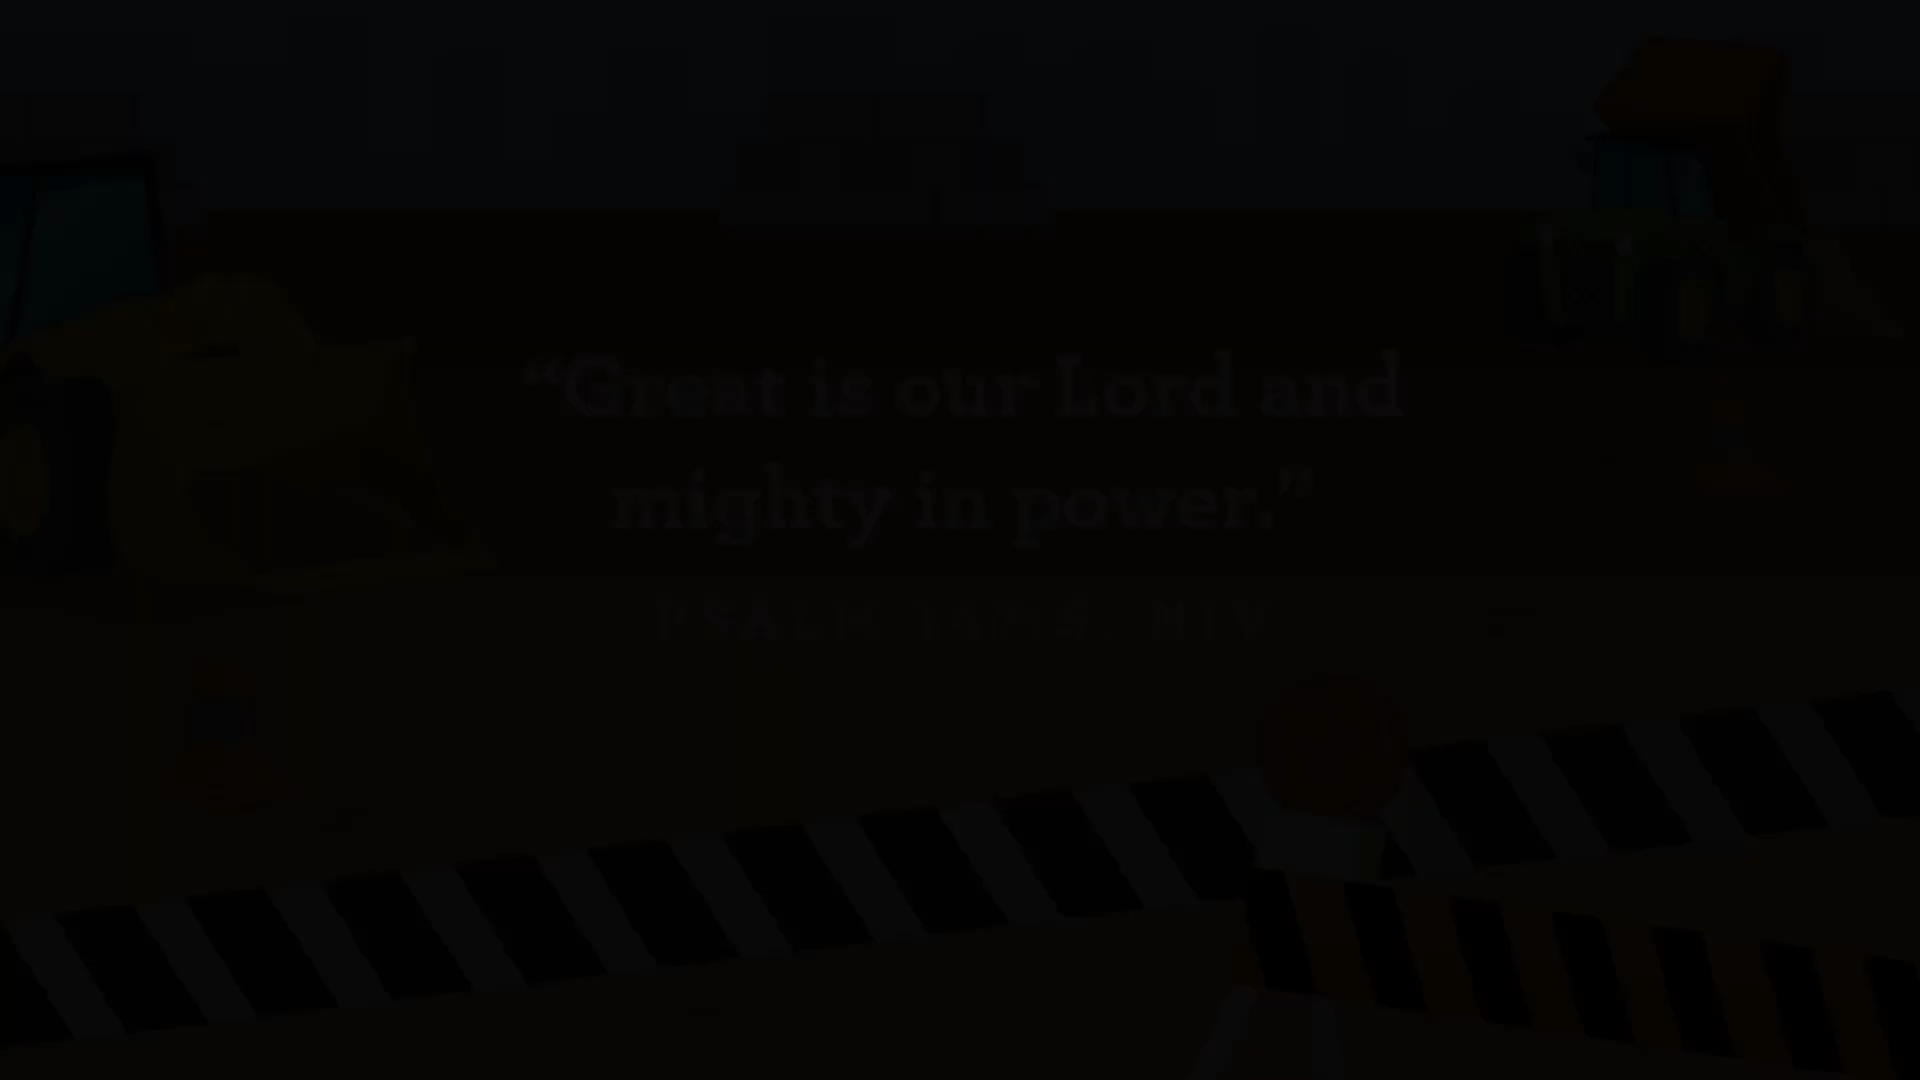 “Great is our Lord and
mighty in power.”
PSALM 147:5, NIV